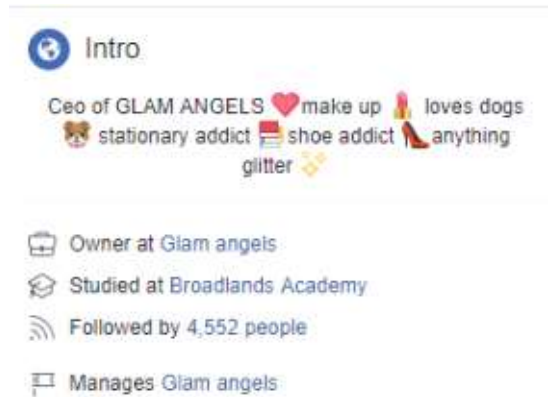 Intro
Ceo of GLAM ANGELS ❤️make up 💄 loves dogs
🐻 stationary addict 📚shoe addict 👠anything
glitter ✨
Owner at Glam angels
Studied at Broadlands Academy
Followed by 4,552 people
Manages Glam angels